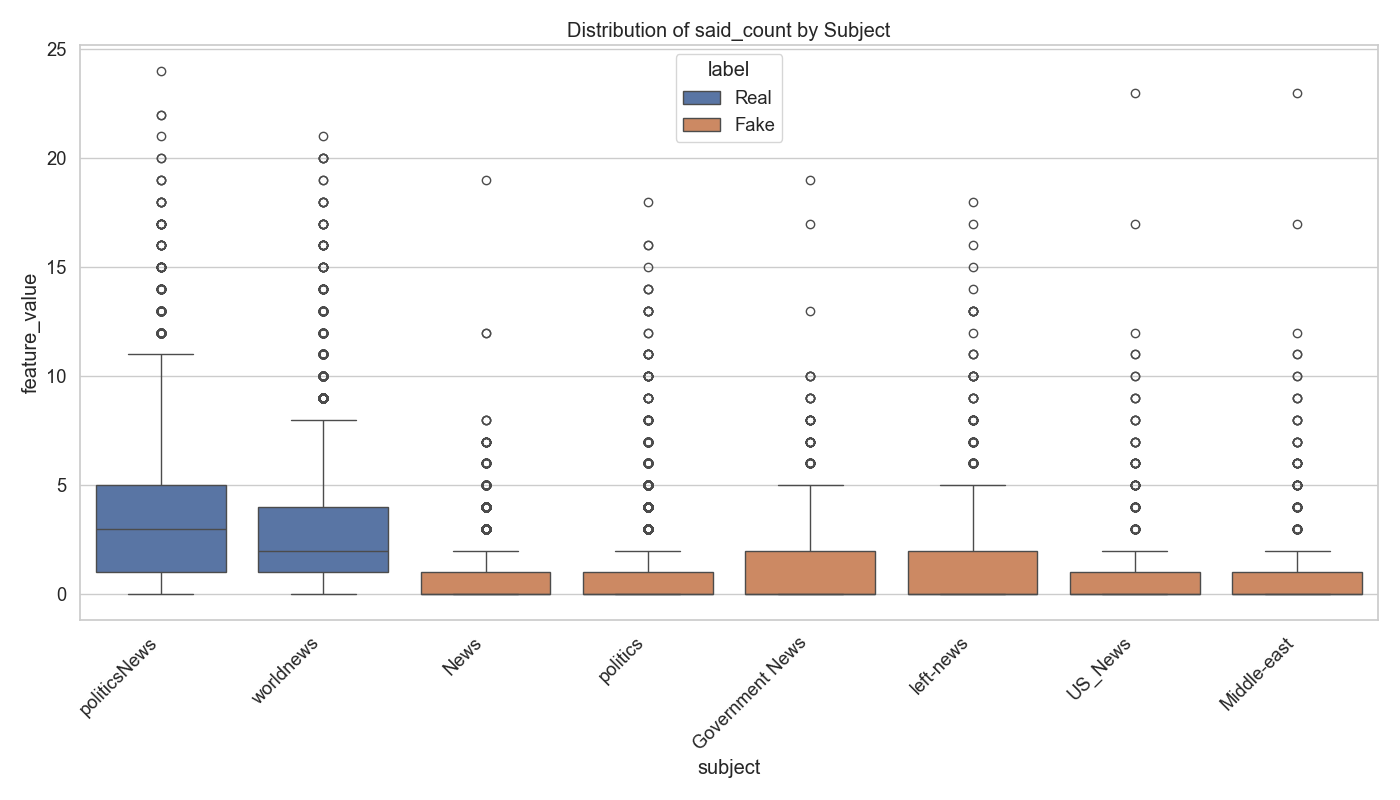 Distribution of said_count by Subject
label
Real
Fake
feature_value
25
20
15
10
5
0
politicsNews
worldnews
News
politics
Government News
left-news
US_News
Middle-east
subject